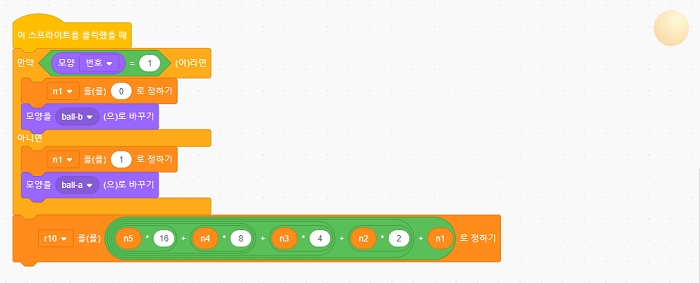 이 스프라이트를 클릭했을 때
만약 모양 번호 = 1 (이)라면
n1 을(를) 0 로 정하기
모양을 ball-b (으)로 바꾸기
아니면
n1 을(를) 1 로 정하기
모양을 ball-a (으)로 바꾸기
r10 을(를) n5 * 16 + n4 * 8 + n3 * 4 + n2 * 2 + n1 로 정하기